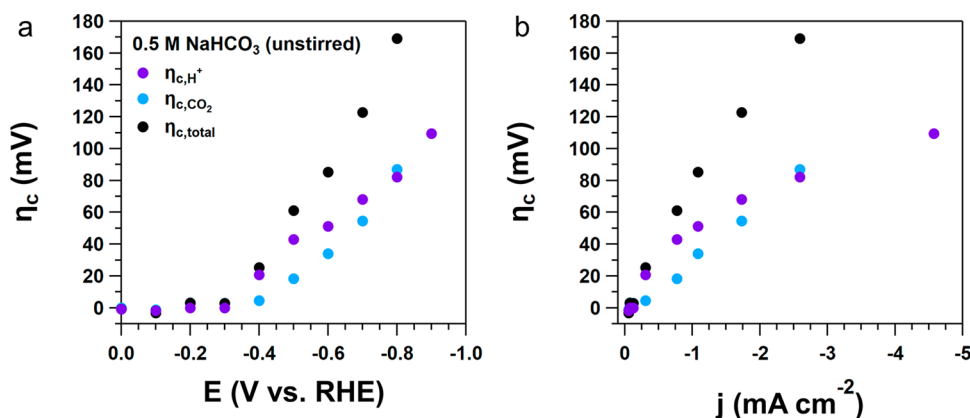 a
180
160
140
120
100
80
60
40
20
0
ηc (mV)
0.5 M NaHCO3 (unstirred)
ηc,H+
ηc,CO2
ηc,total
0.0 -0.2 -0.4 -0.6 -0.8 -1.0
E (V vs. RHE)
b
180
160
140
120
100
80
60
40
20
0
ηc (mV)
0 -1 -2 -3 -4 -5
j (mA cm-2)